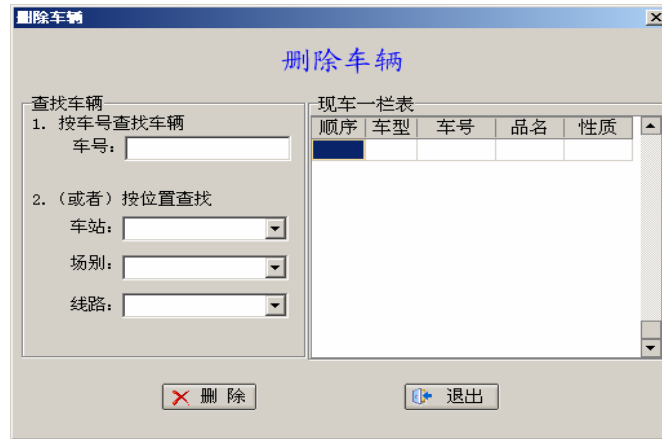 删除车辆
删除车辆
查找车辆
1. 按车号查找车辆
车号:
2. (或者) 按位置查找
车站:
场别:
线路:
现车一栏表
顺序 车型 车号 品名 性质
删 除
退出